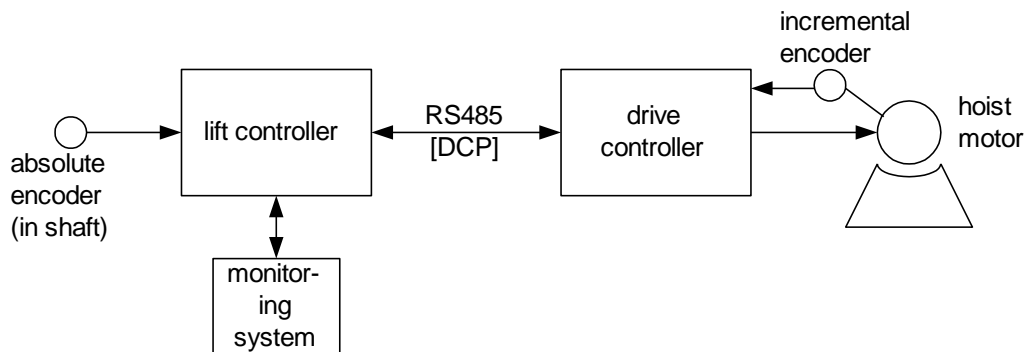 incremental
encoder
lift controller
RS485
[DCP]
drive
controller
hoist
motor
absolute
encoder
(in shaft)
monitor-
ing
system